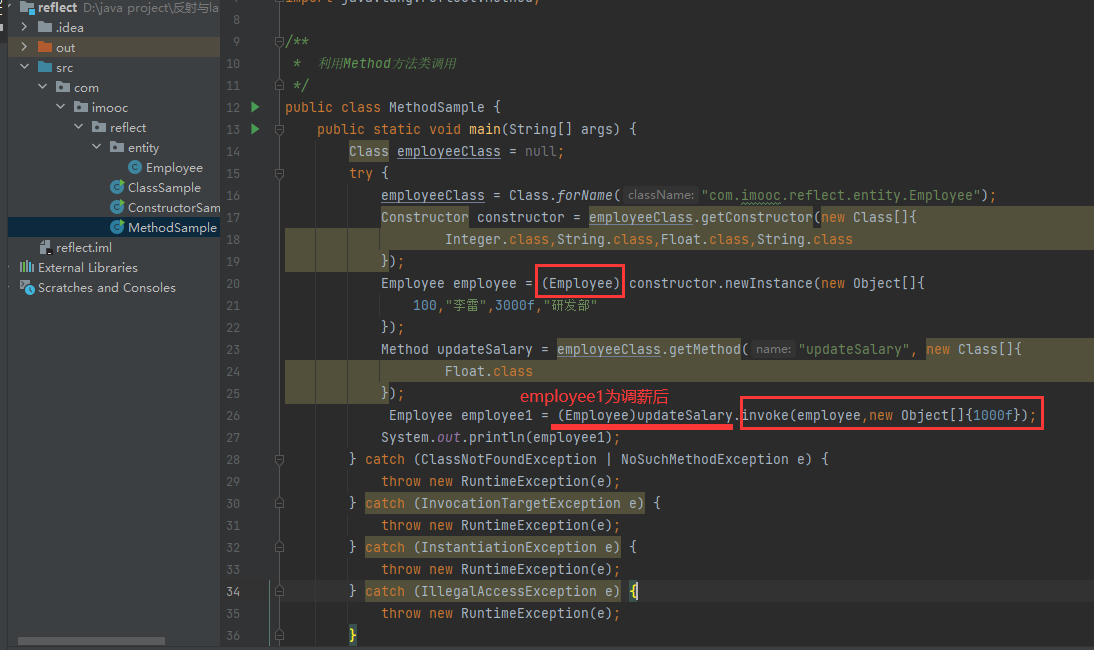 reflect D:\java project\反射与la
.idea
out
src
com
imooc
reflect
entity
Employee
ClassSample
ConstructorSam
MethodSample
reflect.iml
External Libraries
Scratches and Consoles
import java.lang.reflect.Method;
8
9 /**
10 * 利用Method方法类调用
11 */
12 public class MethodSample {
13 public static void main(String[] args) {
14 Class employeeClass = null;
15 try {
16 employeeClass = Class.forName( className: "com.imooc.reflect.entity.Employee");
17 Constructor constructor = employeeClass.getConstructor(new Class[]{
18 Integer.class,String.class,Float.class,String.class
19 });
20 Employee employee = (Employee) constructor.newInstance(new Object[]{
21 100,"李雷",3000f,"研发部"
22 });
23 Method updateSalary = employeeClass.getMethod( name: "updateSalary", new Class[]{
24 Float.class
25 });
employee1为调薪后
26 Employee employee1 = (Employee)updateSalary.invoke(employee,new Object[]{1000f});
27 System.out.println(employee1);
28 } catch (ClassNotFoundException | NoSuchMethodException e) {
29 throw new RuntimeException(e);
30 } catch (InvocationTargetException e) {
31 throw new RuntimeException(e);
32 } catch (InstantiationException e) {
33 throw new RuntimeException(e);
34 } catch (IllegalAccessException e) {
35 throw new RuntimeException(e);
36 }